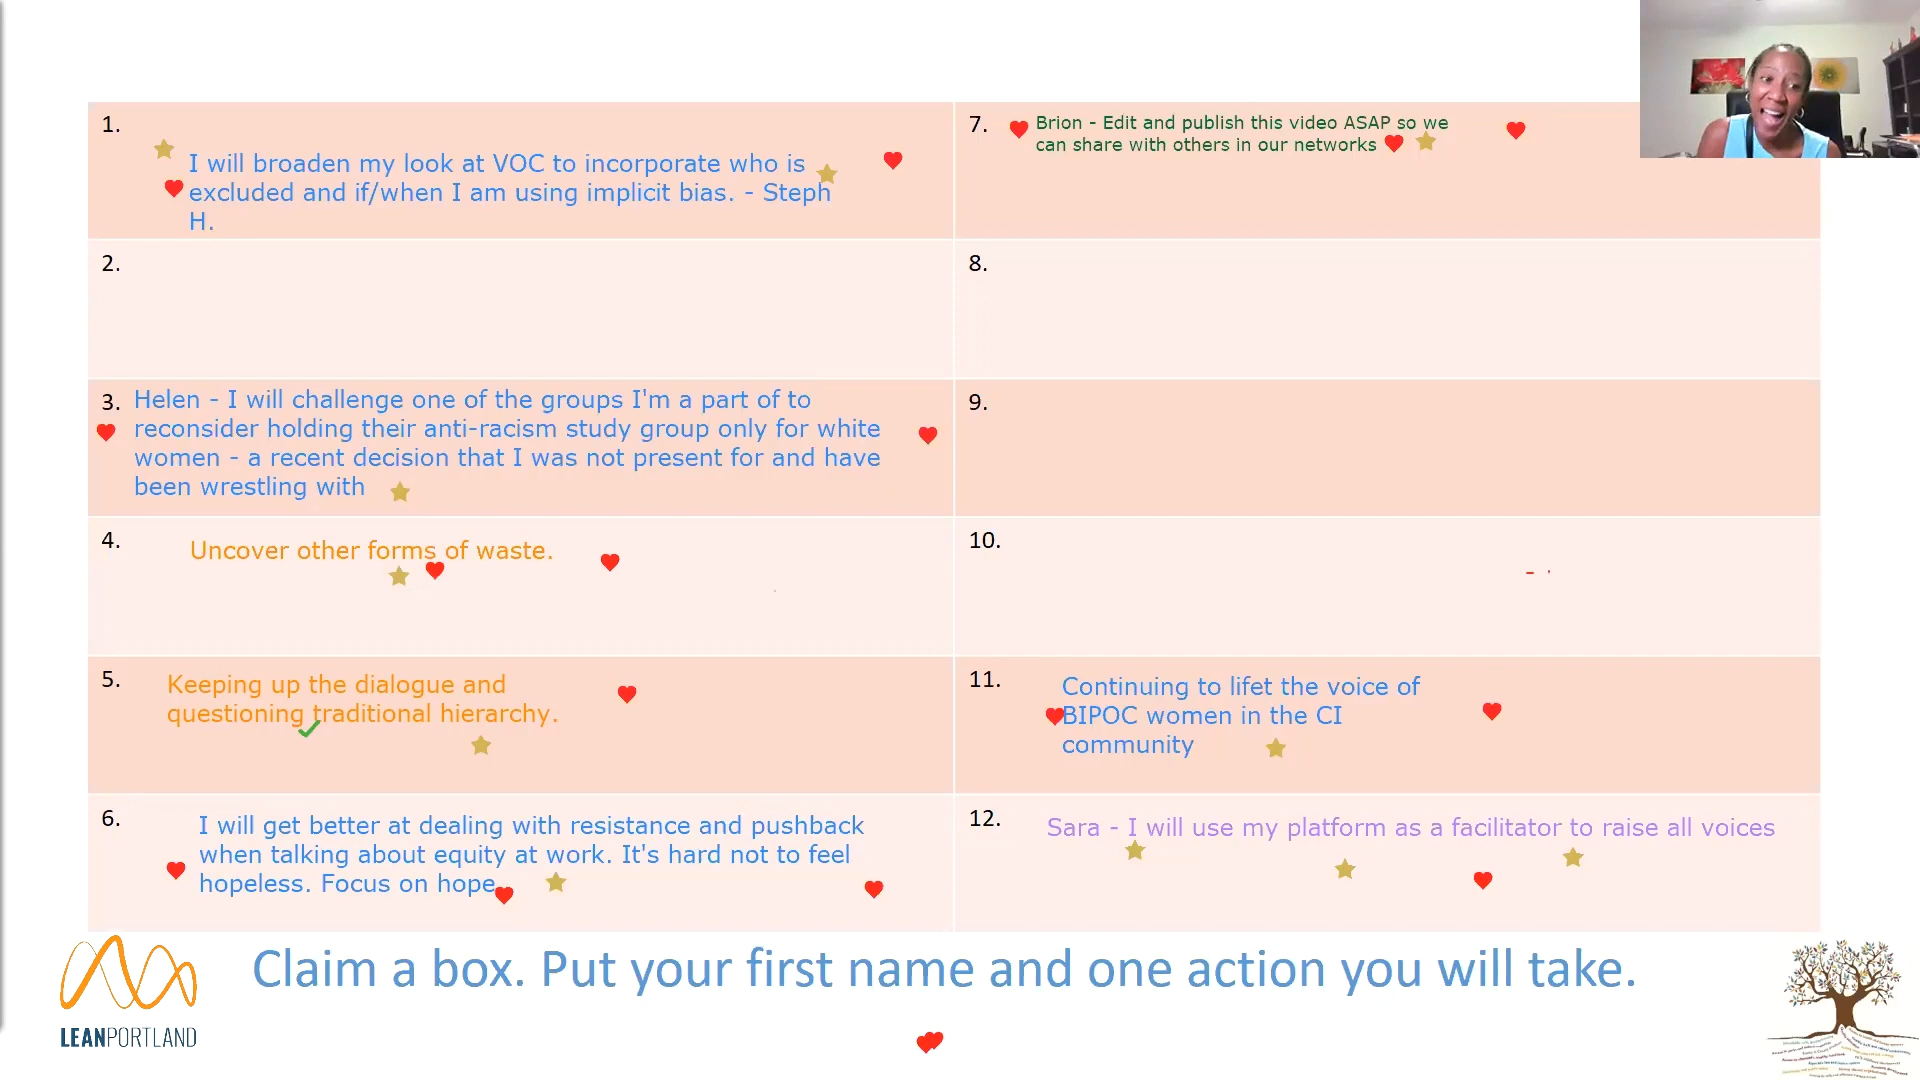 1.
I will broaden my look at VOC to incorporate who is
excluded and if/when I am using implicit bias. - Steph
H.
2.
3. Helen - I will challenge one of the groups I'm a part of to
reconsider holding their anti-racism study group only for white
women - a recent decision that I was not present for and have
been wrestling with
4.
Uncover other forms of waste.
5.
Keeping up the dialogue and
questioning traditional hierarchy.
6.
I will get better at dealing with resistance and pushback
when talking about equity at work. It's hard not to feel
hopeless. Focus on hope
7. Brion - Edit and publish this video ASAP so we
can share with others in our networks
8.
9.
10.
11.
Continuing to lifet the voice of
BIPOC women in the CI
community
12. Sara - I will use my platform as a facilitator to raise all voices
Claim a box. Put your first name and one action you will take.
LEANPORTLAND